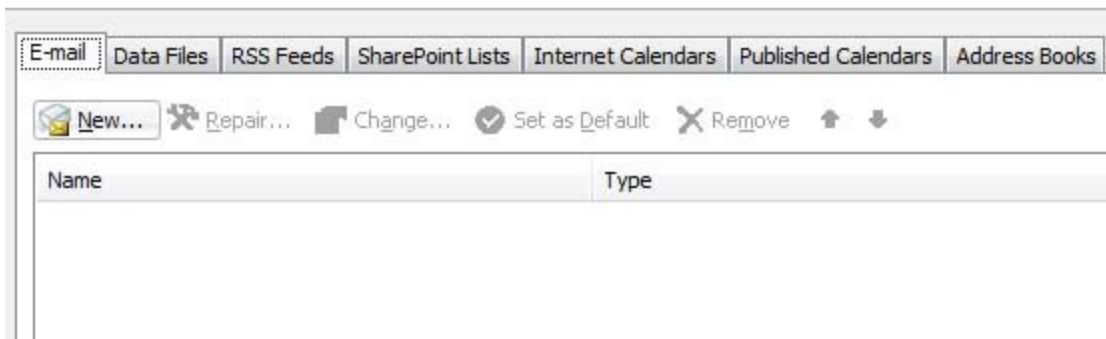 E-mail Data Files RSS Feeds SharePoint Lists Internet Calendars Published Calendars Address Books
New... Repair... Change... Set as Default Remove
Name Type